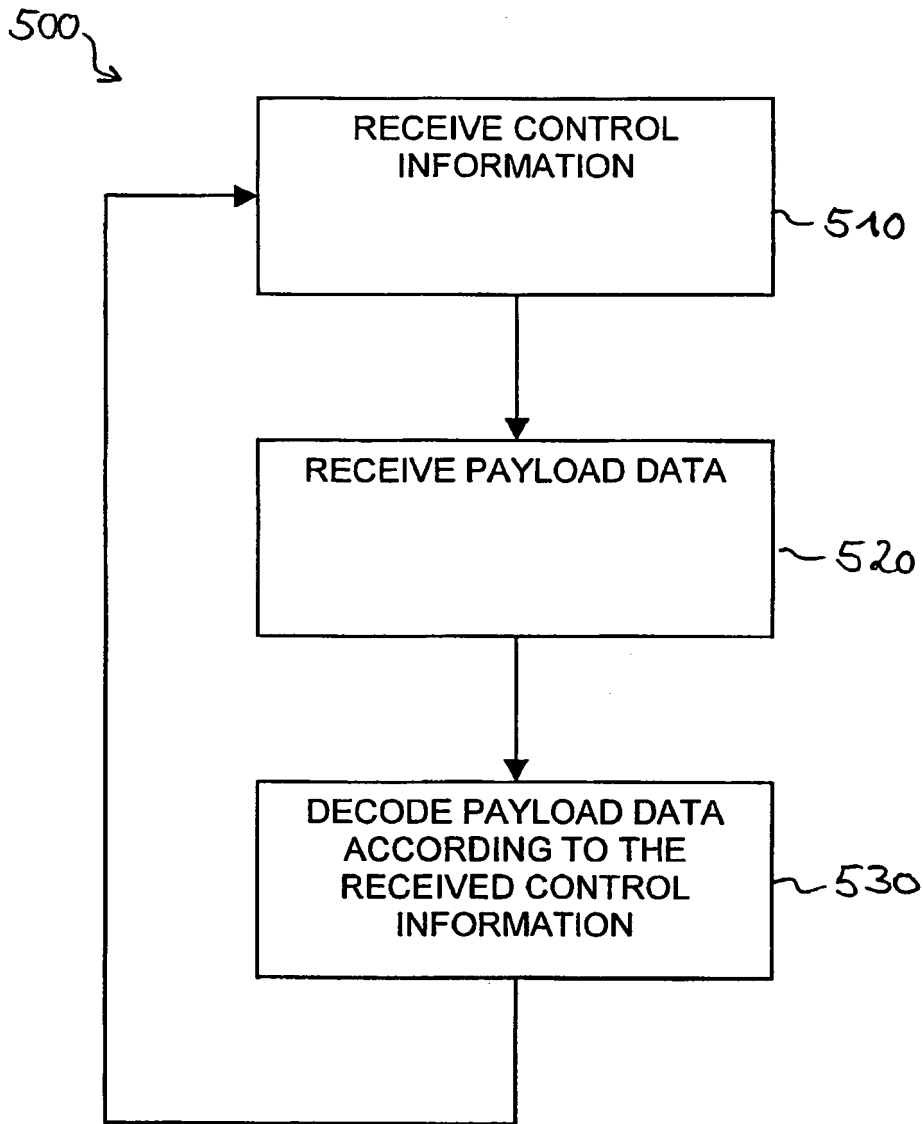 500
RECEIVE CONTROL
INFORMATION
510
RECEIVE PAYLOAD DATA
520
DECODE PAYLOAD DATA
ACCORDING TO THE
RECEIVED CONTROL
INFORMATION
530